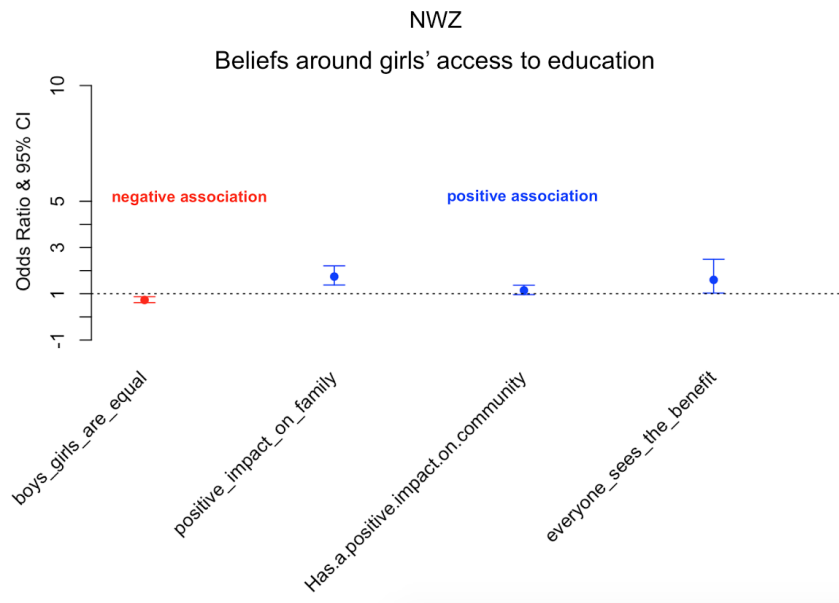 NWZ
Beliefs around girls’ access to education
Odds Ratio & 95% CI
10
5
3
1
-1
negative association
positive association
boys_girls_are_equal
positive_impact_on_family
Has.a.positive.impact.on.community
everyone_sees_the_benefit